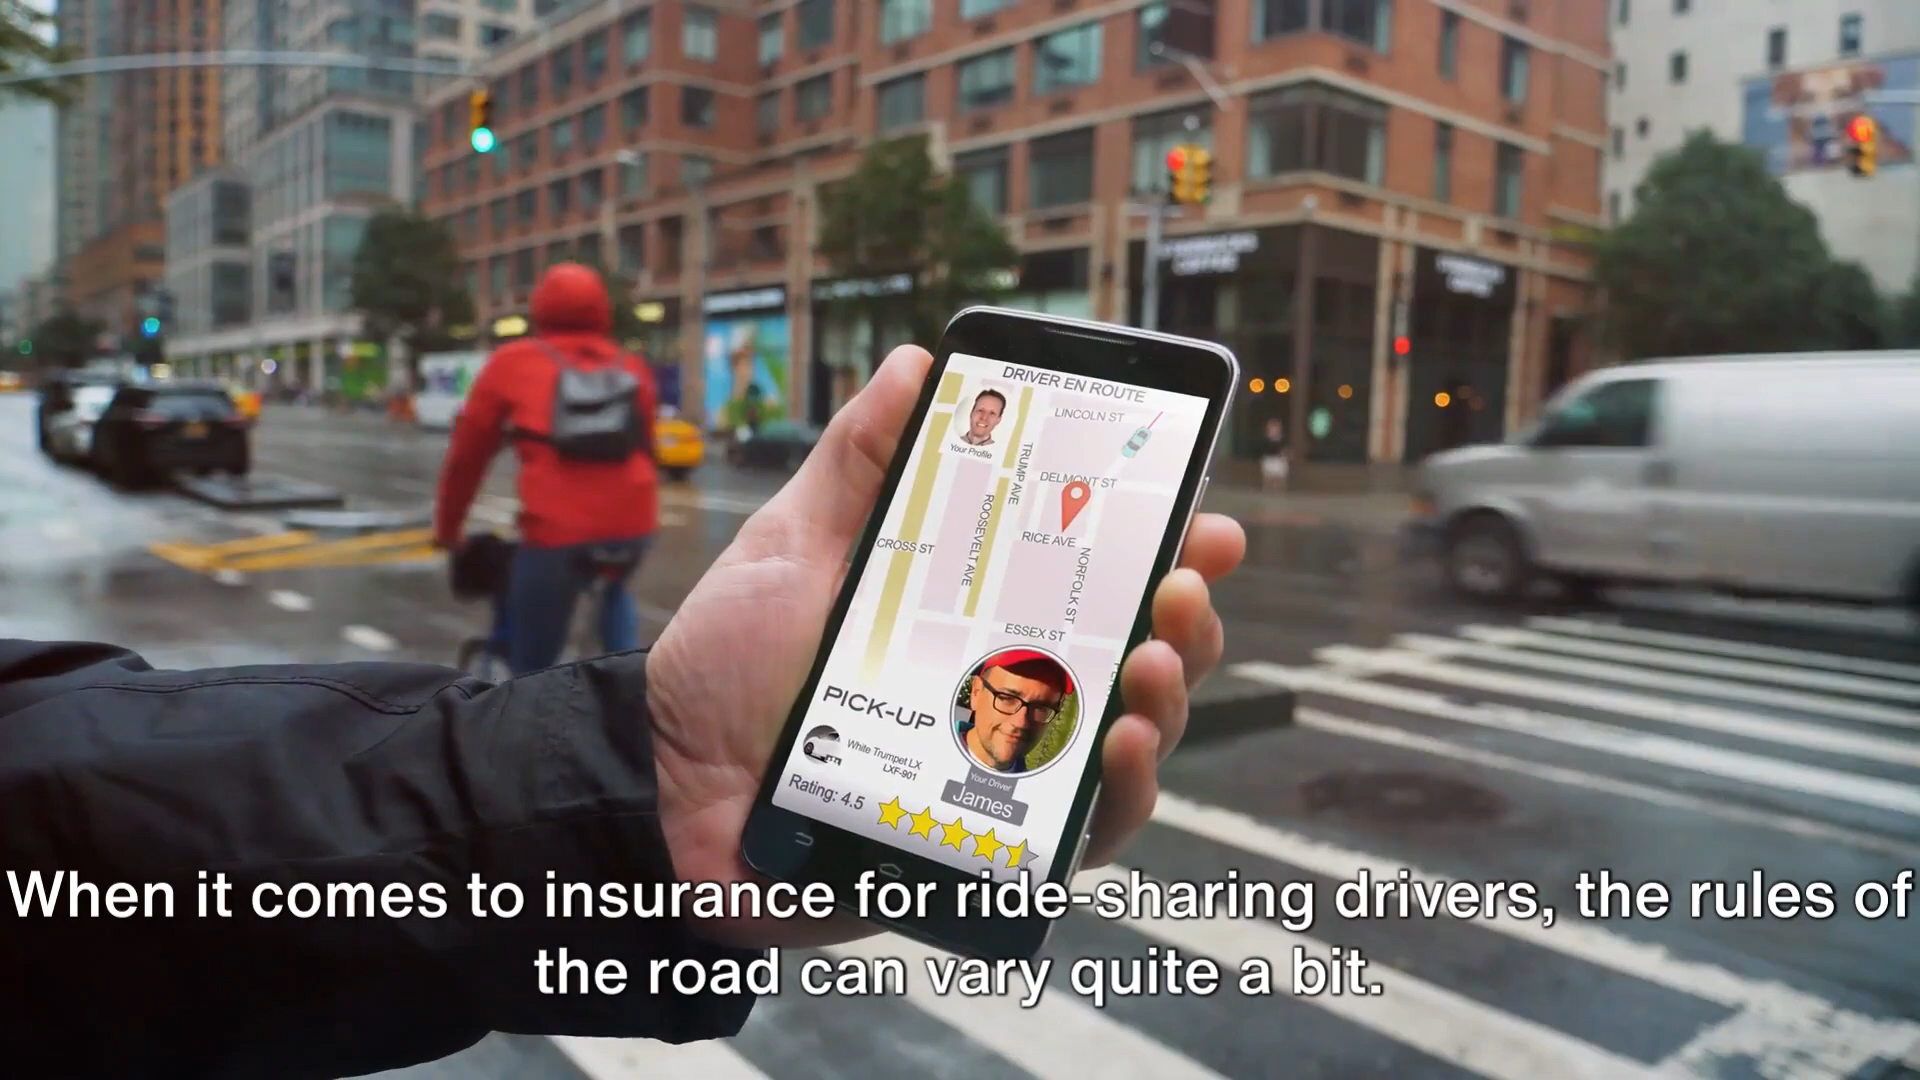 DRIVER EN ROUTE
LINCOLN ST
Your Profile
TRUMP AVE
DELMONT ST
ROOSEVELT AVE
RICE AVE
CROSS ST
NORFOLK ST
ESSEX ST
PICK-UP
White Trumpet LX
LXF-901
Your Driver
James
Rating: 4.5
COFFEE
When it comes to insurance for ride-sharing drivers, the rules of
the road can vary quite a bit.